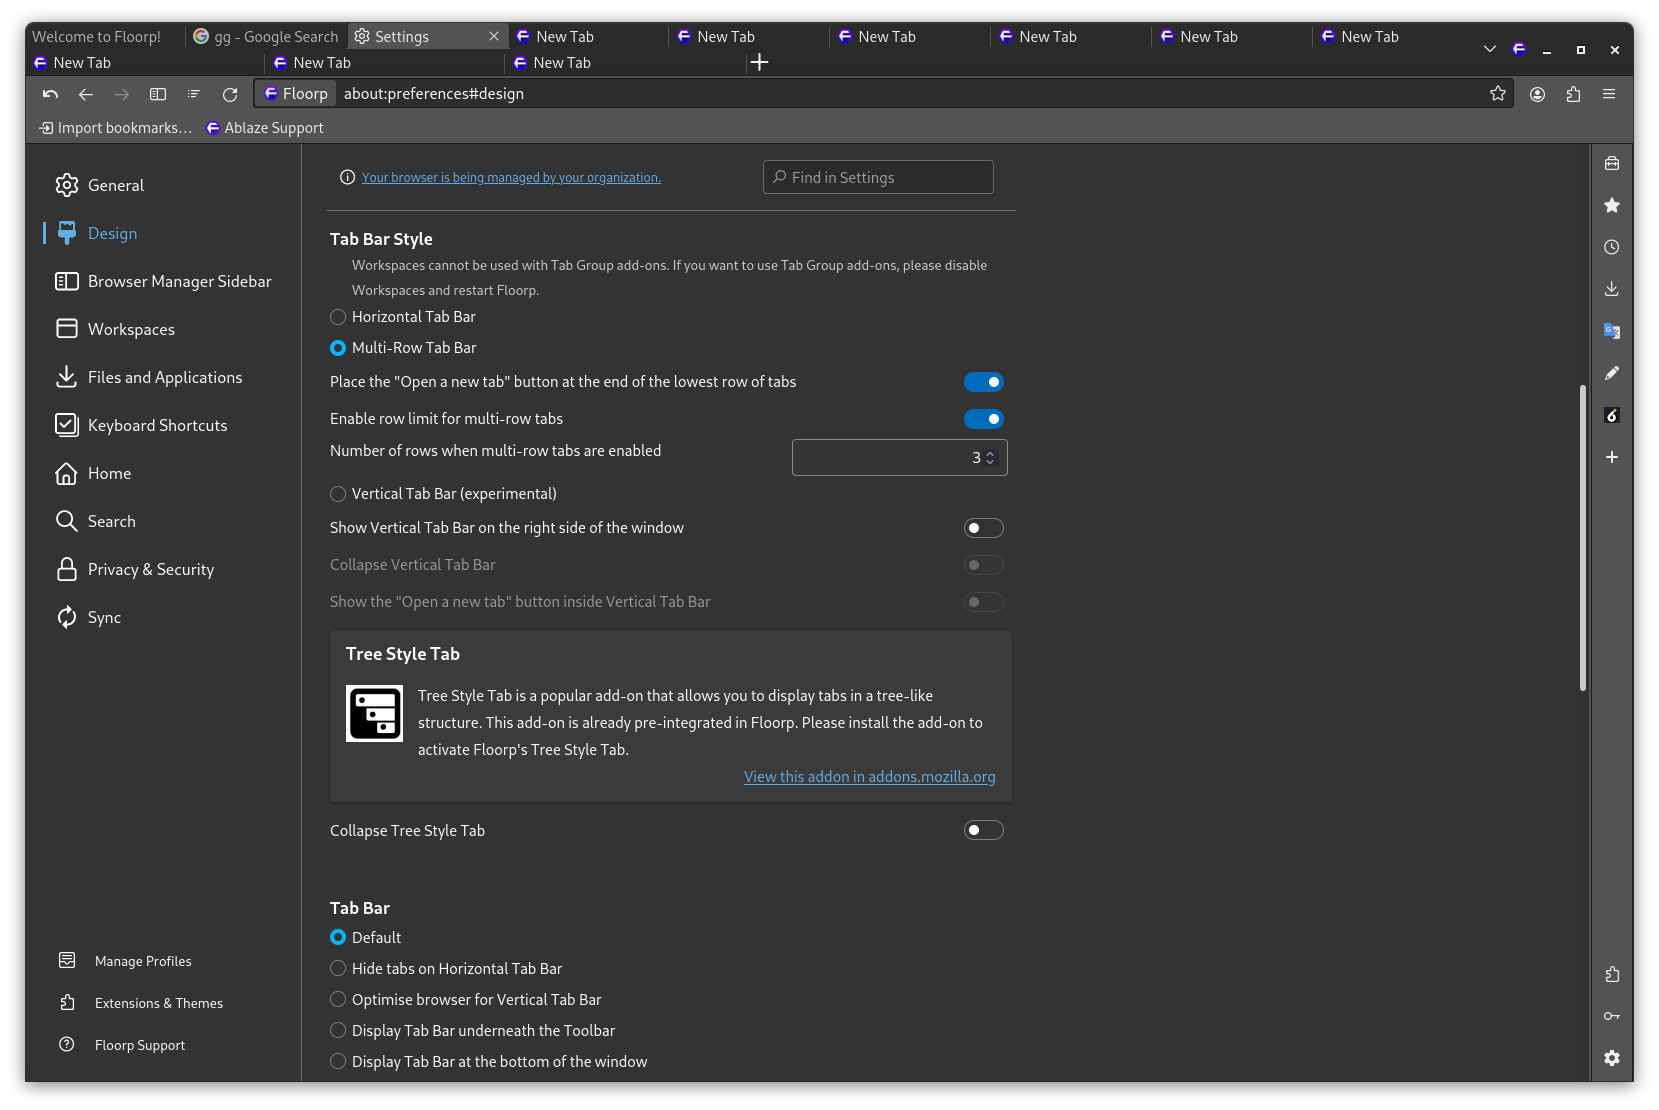 Welcome to Floorp!
gg - Google Search
Settings
New Tab
New Tab
New Tab
New Tab
New Tab
New Tab
New Tab
New Tab
New Tab
Floorp
about:preferences#design
Import bookmarks...
Ablaze Support
General
Design
Browser Manager Sidebar
Workspaces
Files and Applications
Keyboard Shortcuts
Home
Search
Privacy & Security
Sync
Manage Profiles
Extensions & Themes
Floorp Support
Your browser is being managed by your organization.
Find in Settings
Tab Bar Style
Workspaces cannot be used with Tab Group add-ons. If you want to use Tab Group add-ons, please disable
Workspaces and restart Floorp.
Horizontal Tab Bar
Multi-Row Tab Bar
Place the "Open a new tab" button at the end of the lowest row of tabs
Enable row limit for multi-row tabs
Number of rows when multi-row tabs are enabled
3
Vertical Tab Bar (experimental)
Show Vertical Tab Bar on the right side of the window
Collapse Vertical Tab Bar
Show the "Open a new tab" button inside Vertical Tab Bar
Tree Style Tab
Tree Style Tab is a popular add-on that allows you to display tabs in a tree-like
structure. This add-on is already pre-integrated in Floorp. Please install the add-on to
activate Floorp's Tree Style Tab.
View this addon in addons.mozilla.org
Collapse Tree Style Tab
Tab Bar
Default
Hide tabs on Horizontal Tab Bar
Optimise browser for Vertical Tab Bar
Display Tab Bar underneath the Toolbar
Display Tab Bar at the bottom of the window